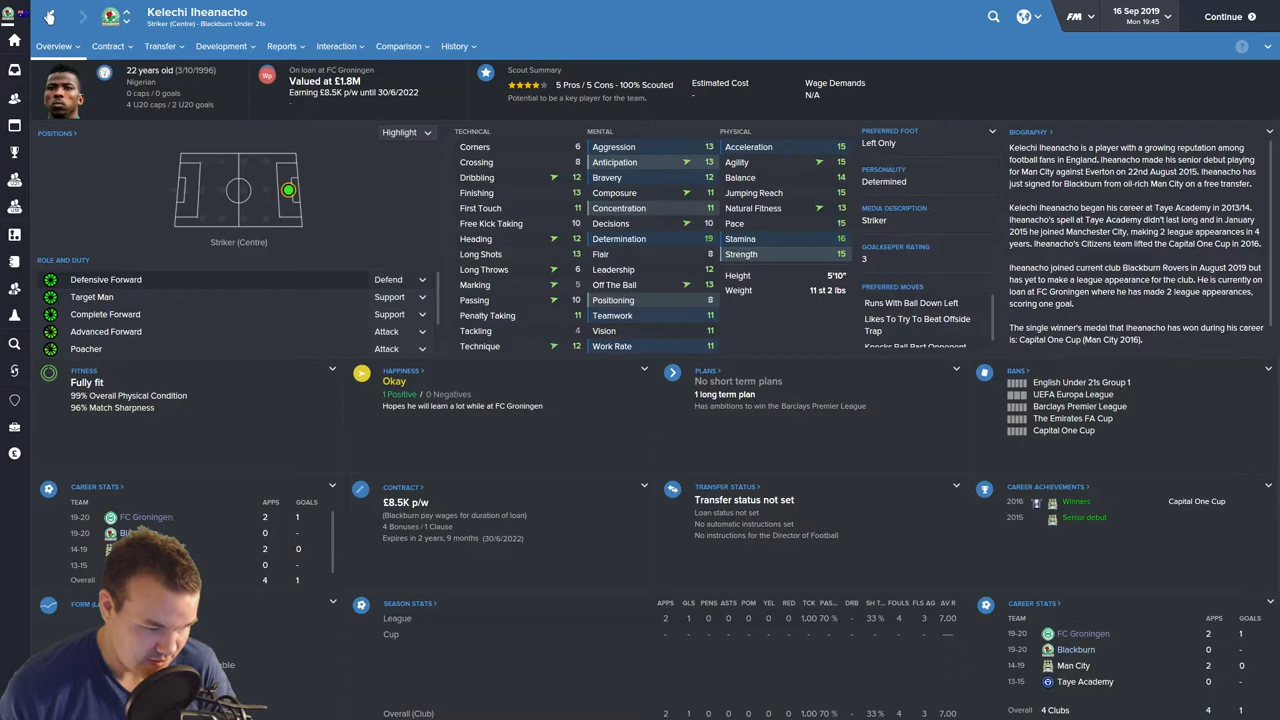 Kelechi Iheanacho
Striker (Centre) - Blackburn Under 21s
FM
16 Sep 2019
Mon 19:45
Continue
Overview
Contract
Transfer
Development
Reports
Interaction
Comparison
History
22 years old (3/10/1996)
Nigerian
0 caps / 0 goals
4 U20 caps / 2 U20 goals
Wp
On loan at FC Groningen
Valued at £1.8M
Earning £8.5K p/w until 30/6/2022
-
Scout Summary
5 Pros / 5 Cons - 100% Scouted
Potential to be a key player for the team.
Estimated Cost
-
Wage Demands
N/A
POSITIONS >
Highlight
Striker (Centre)
ROLE AND DUTY
Defensive Forward Defend
Target Man Support
Complete Forward Support
Advanced Forward Attack
Poacher Attack
TECHNICAL
Corners 6
Crossing 8
Dribbling 12
Finishing 13
First Touch 11
Free Kick Taking 10
Heading 12
Long Shots 13
Long Throws 6
Marking 5
Passing 10
Penalty Taking 11
Tackling 4
Technique 12
MENTAL
Aggression 13
Anticipation 13
Bravery 12
Composure 11
Concentration 11
Decisions 10
Determination 19
Flair 8
Leadership 12
Off The Ball 13
Positioning 8
Teamwork 11
Vision 11
Work Rate 11
PHYSICAL
Acceleration 15
Agility 15
Balance 14
Jumping Reach 15
Natural Fitness 13
Pace 15
Stamina 16
Strength 15
Height 5'10"
Weight 11 st 2 lbs
PREFERRED FOOT
Left Only
PERSONALITY
Determined
MEDIA DESCRIPTION
Striker
GOALKEEPER RATING
3
PREFERRED MOVES
Runs With Ball Down Left
Likes To Try To Beat Offside
Trap
Knocks Ball Past Opponent
BIOGRAPHY >
Kelechi Iheanacho is a player with a growing reputation among
football fans in England. Iheanacho made his senior debut playing
for Man City against Everton on 22nd August 2015. Iheanacho has
just signed for Blackburn from oil-rich Man City on a free transfer.
Kelechi Iheanacho began his career at Taye Academy in 2013/14.
Iheanacho's spell at Taye Academy didn't last long and in January
2015 he joined Manchester City, making 2 league appearances in 4
years. Iheanacho's Citizens team lifted the Capital One Cup in 2016.
Iheanacho joined current club Blackburn Rovers in August 2019 but
has yet to make a league appearance for the club. He is currently
on loan at FC Groningen where he has made 2 league appearances,
scoring one goal.
The single winner's medal that Iheanacho has won during his career
is: Capital One Cup (Man City 2016).
FITNESS
Fully fit
99% Overall Physical Condition
96% Match Sharpness
HAPPINESS >
Okay
1 Positive / 0 Negatives
Hopes he will learn a lot while at FC Groningen
PLANS >
No short term plans
1 long term plan
Has ambitions to win the Barclays Premier League
BANS >
English Under 21s Group 1
UEFA Europa League
Barclays Premier League
The Emirates FA Cup
Capital One Cup
CAREER STATS >
TEAM APPS GOALS
19-20 FC Groningen 2 1
19-20 0 -
14-19 2 0
13-15 0 -
Overall 4 1
CONTRACT >
£8.5K p/w
(Blackburn pay wages for duration of loan)
4 Bonuses / 1 Clause
Expires in 2 years, 9 months (30/6/2022)
TRANSFER STATUS >
Transfer status not set
Loan status not set
No automatic instructions set
No instructions for the Director of Football
CAREER ACHIEVEMENTS >
2016 Winners Capital One Cup
2015 Senior debut
FORM
SEASON STATS >
APPS GLS PENS ASTS POM YEL RED TCK PAS... DRB SH T... FOULS FLS AG AV R
League 2 1 0 0 0 0 0 1.00 70 % - 33 % 4 3 7.00
Cup - - - - - - - - - - - - - ---
Overall (Club) 2 1 0 0 0 0 0 1.00 70 % - 33 % 4 3 7.00
CAREER STATS >
TEAM APPS GOALS
19-20 FC Groningen 2 1
19-20 Blackburn 0 -
14-19 Man City 2 0
13-15 Taye Academy 0 -
Overall 4 Clubs 4 1